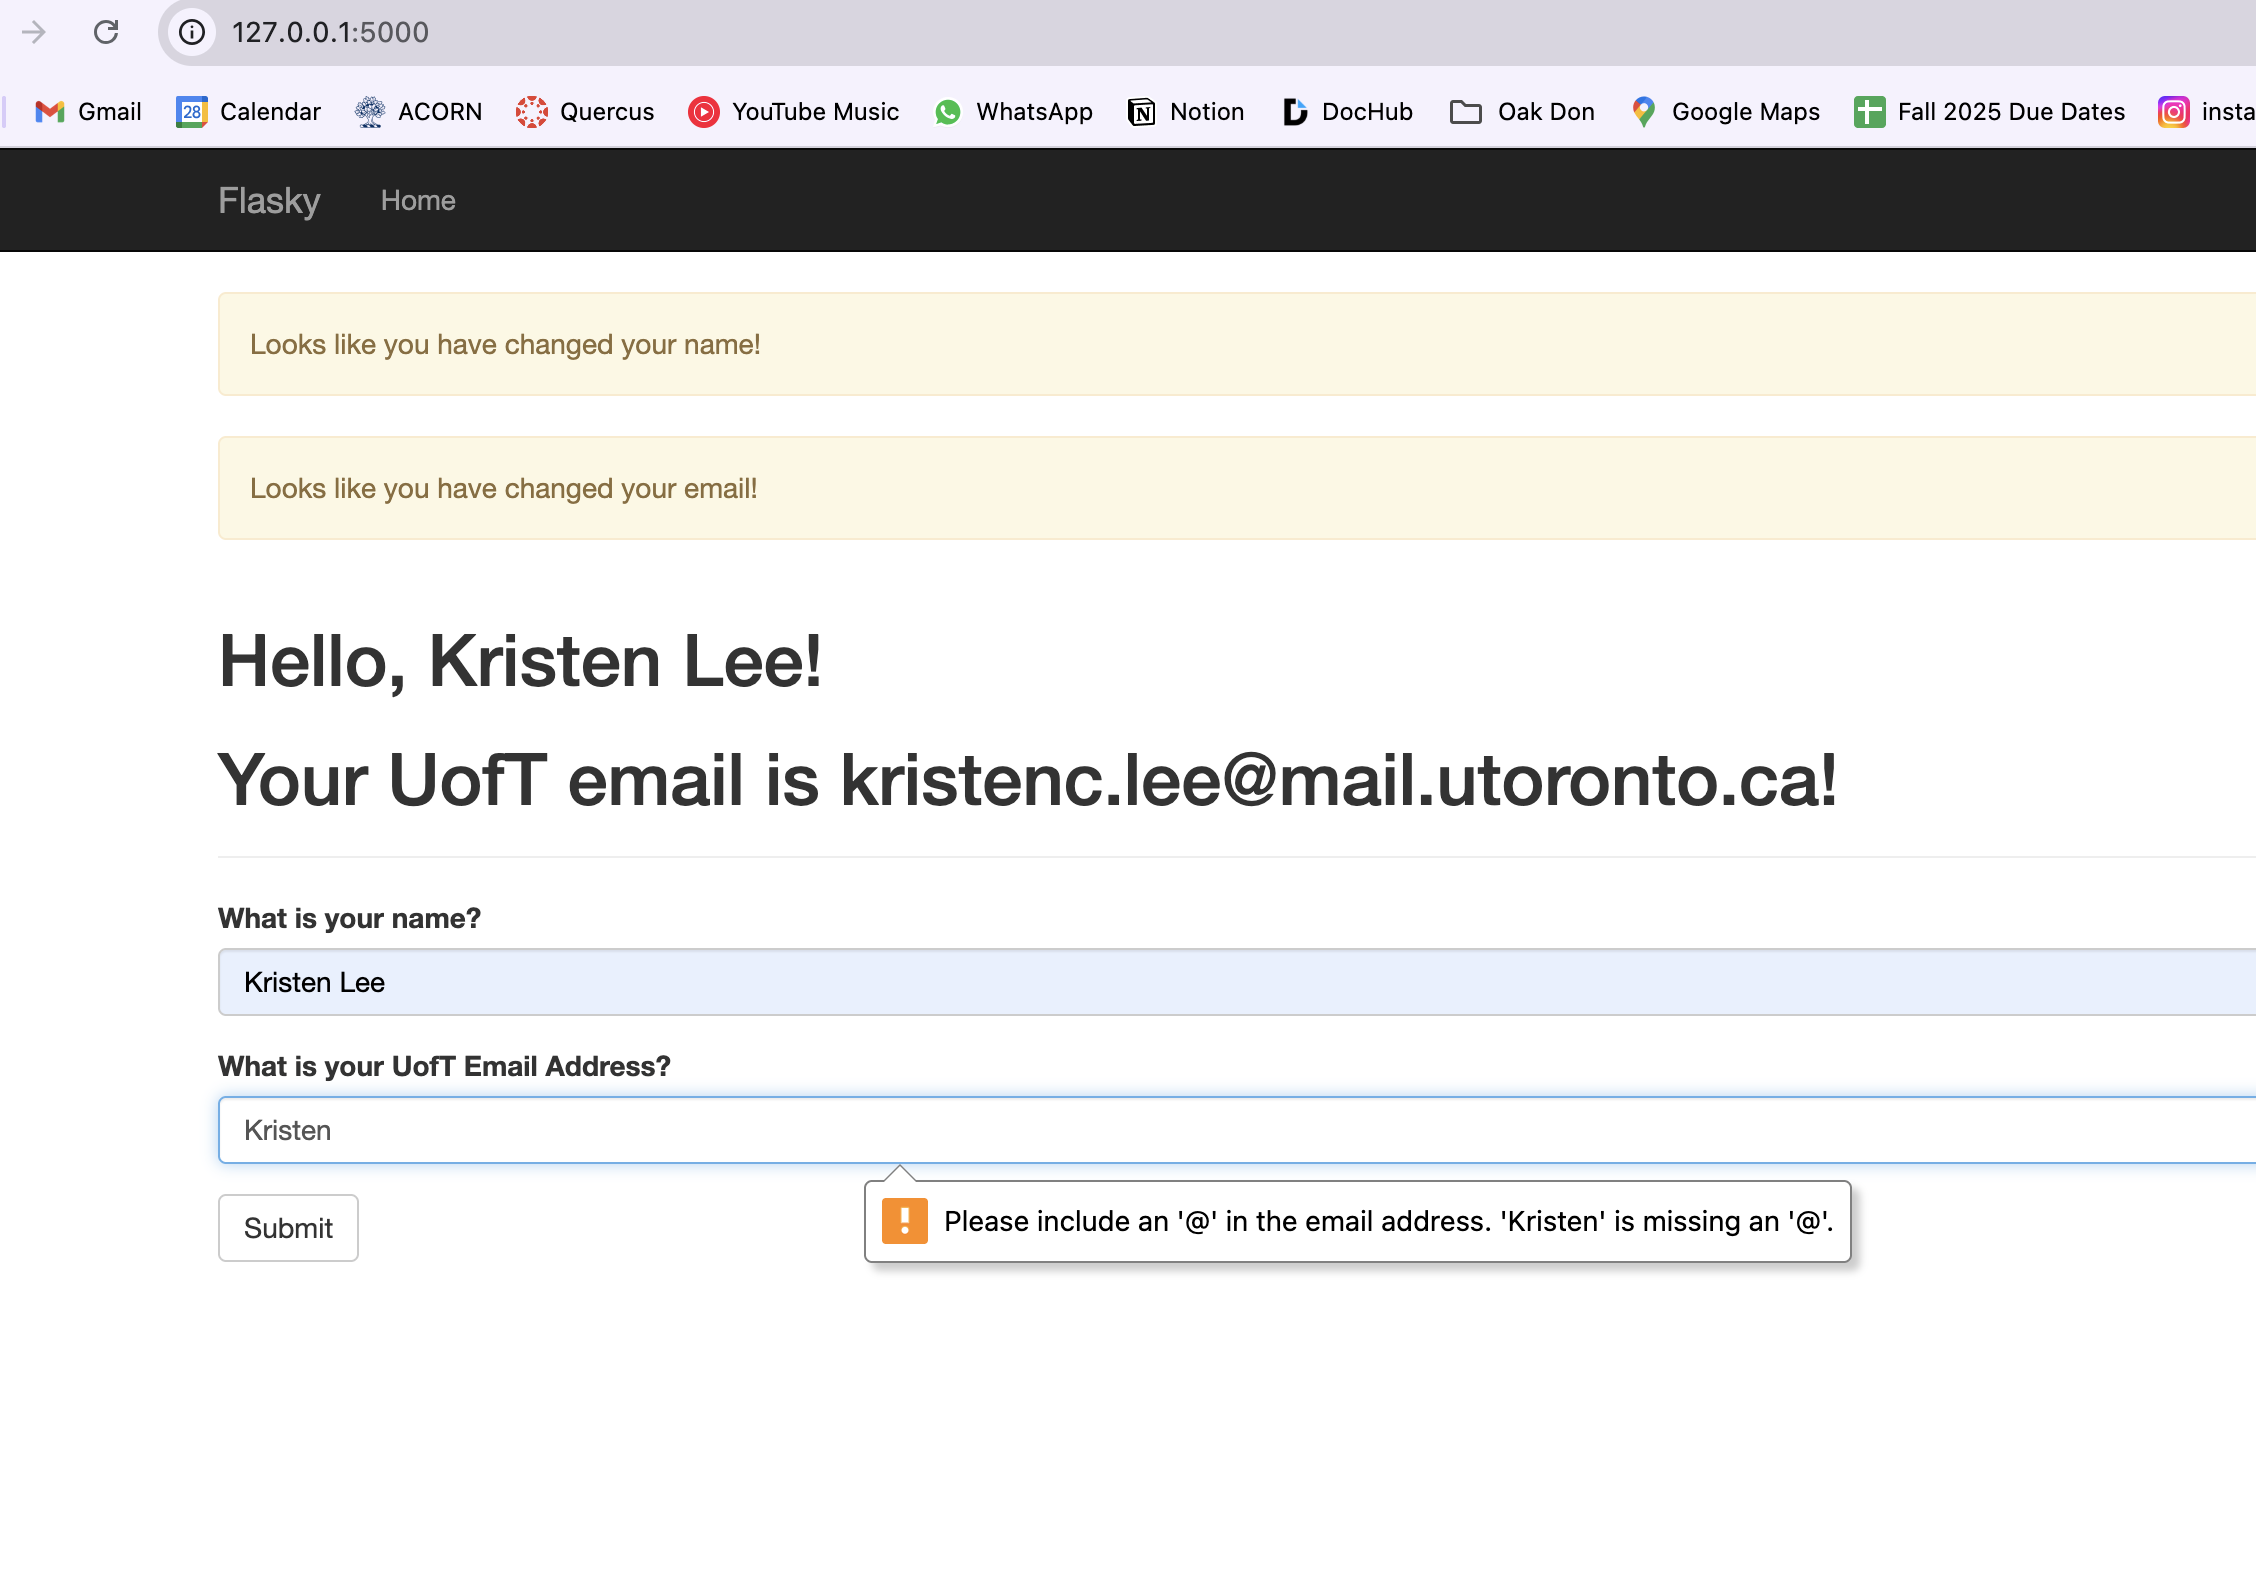 127.0.0.1:5000
Gmail 28 Calendar ACORN Quercus YouTube Music WhatsApp Notion DocHub Oak Don Google Maps Fall 2025 Due Dates insta
Flasky Home
Looks like you have changed your name!
Looks like you have changed your email!
Hello, Kristen Lee!
Your UofT email is kristenc.lee@mail.utoronto.ca!
What is your name?
Kristen Lee
What is your UofT Email Address?
Kristen
Please include an '@' in the email address. 'Kristen' is missing an '@'.
Submit